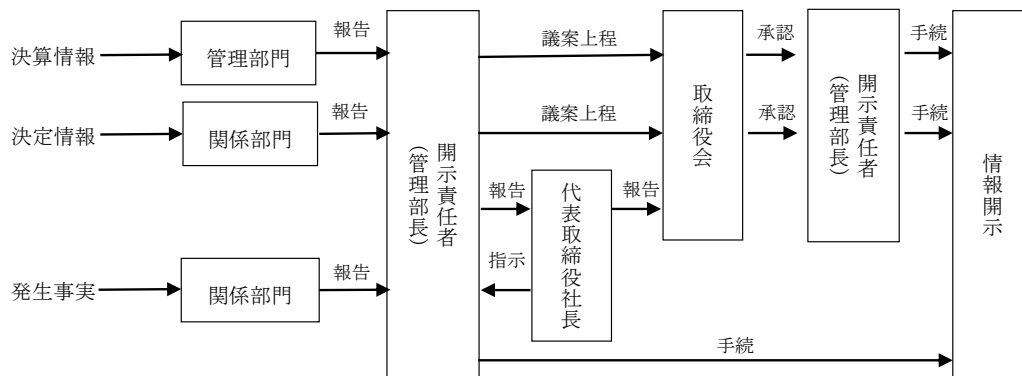 決算情報
管理部門
報告
議案上程
承認
手続
決定情報
関係部門
報告
議案上程
承認
手続
開示責任者
(管理部長)
取締役会
開示責任者
(管理部長)
情報開示
報告
代表取締役社長
報告
指示
発生事実
関係部門
報告
手続